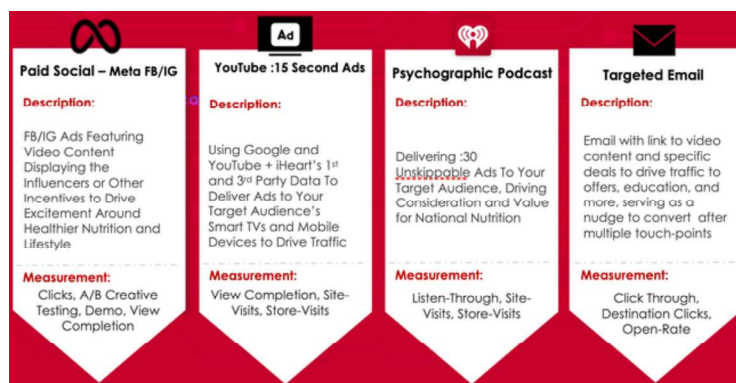 Paid Social – Meta FB/IG
Description:
FB/IG Ads Featuring
Video Content
Displaying the
Influencers or Other
Incentives to Drive
Excitement Around
Healthier Nutrition and
Lifestyle
Measurement:
Clicks, A/B Creative
Testing, Demo, View
Completion
Ad
YouTube :15 Second Ads
Description:
Using Google and
YouTube + iHeart's 1st
and 3rd Party Data To
Deliver Ads to Your
Target Audience's
Smart TVs and Mobile
Devices to Drive Traffic
Measurement:
View Completion, Site-
Visits, Store-Visits
Psychographic Podcast
Description:
Delivering :30
Unskippable Ads To Your
Target Audience, Driving
Consideration and Value
for National Nutrition
Measurement:
Listen-Through, Site-
Visits, Store-Visits
Targeted Email
Description:
Email with link to video
content and specific
deals to drive traffic to
offers, education, and
more, serving as a
nudge to convert after
multiple touch-points
Measurement:
Click Through,
Destination Clicks,
Open-Rate